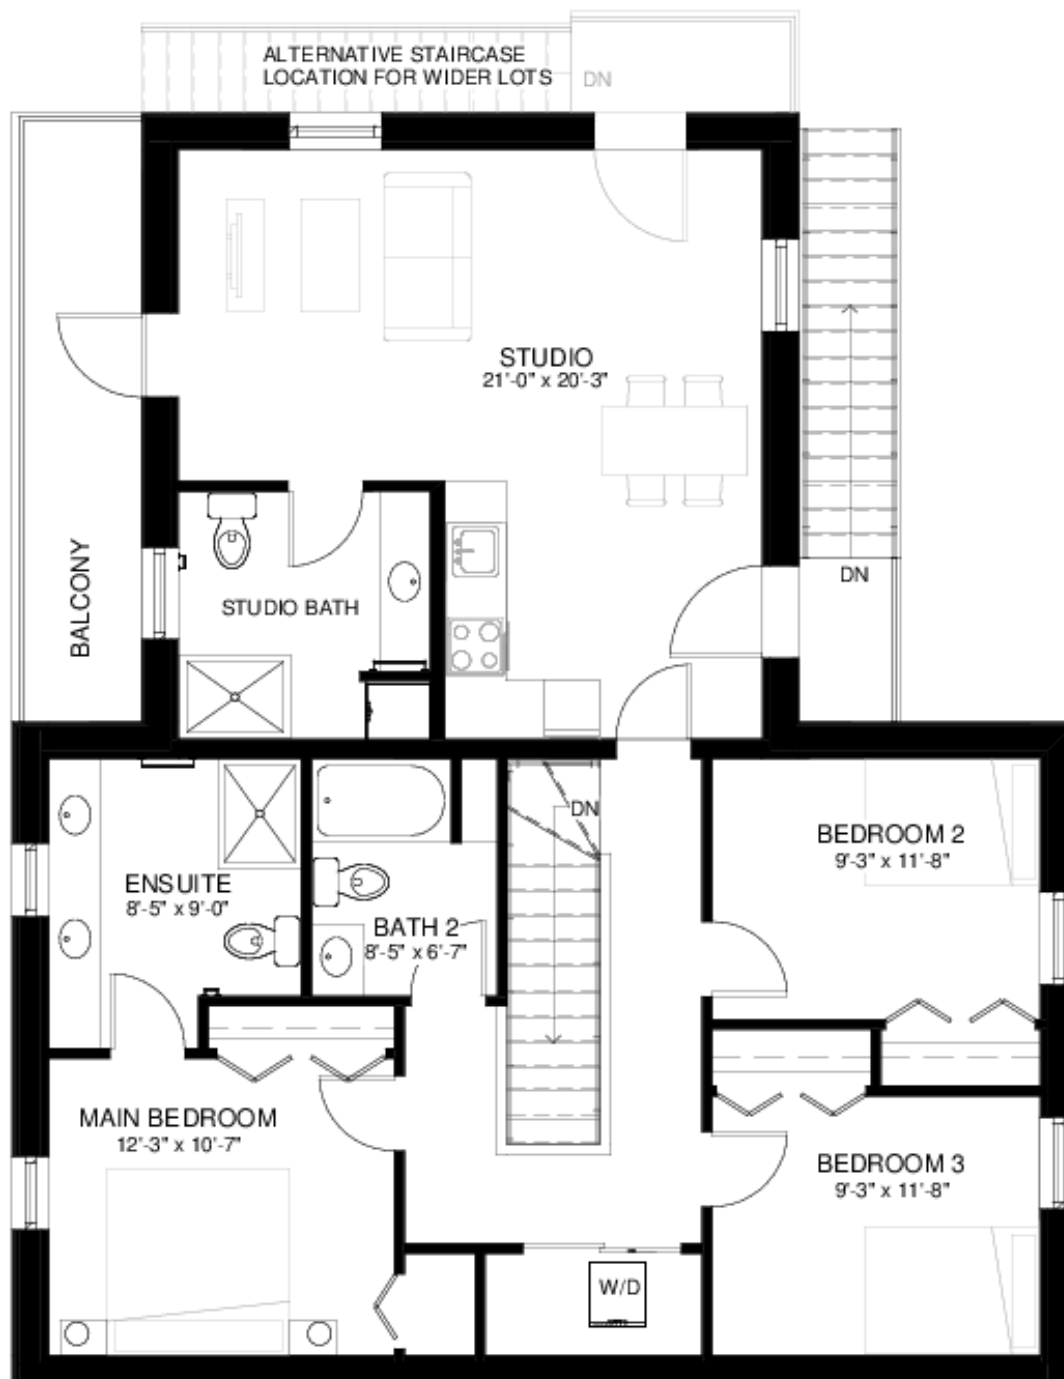 ALTERNATIVE STAIRCASE
LOCATION FOR WIDER LOTS
DN
STUDIO
21'-0" x 20'-3"
BALCONY
DN
STUDIO BATH
DN
BEDROOM 2
9'-3" x 11'-8"
ENSUITE
8'-5" x 9'-0"
BATH 2
8'-5" x 6'-7"
MAIN BEDROOM
12'-3" x 10'-7"
BEDROOM 3
9'-3" x 11'-8"
W/D